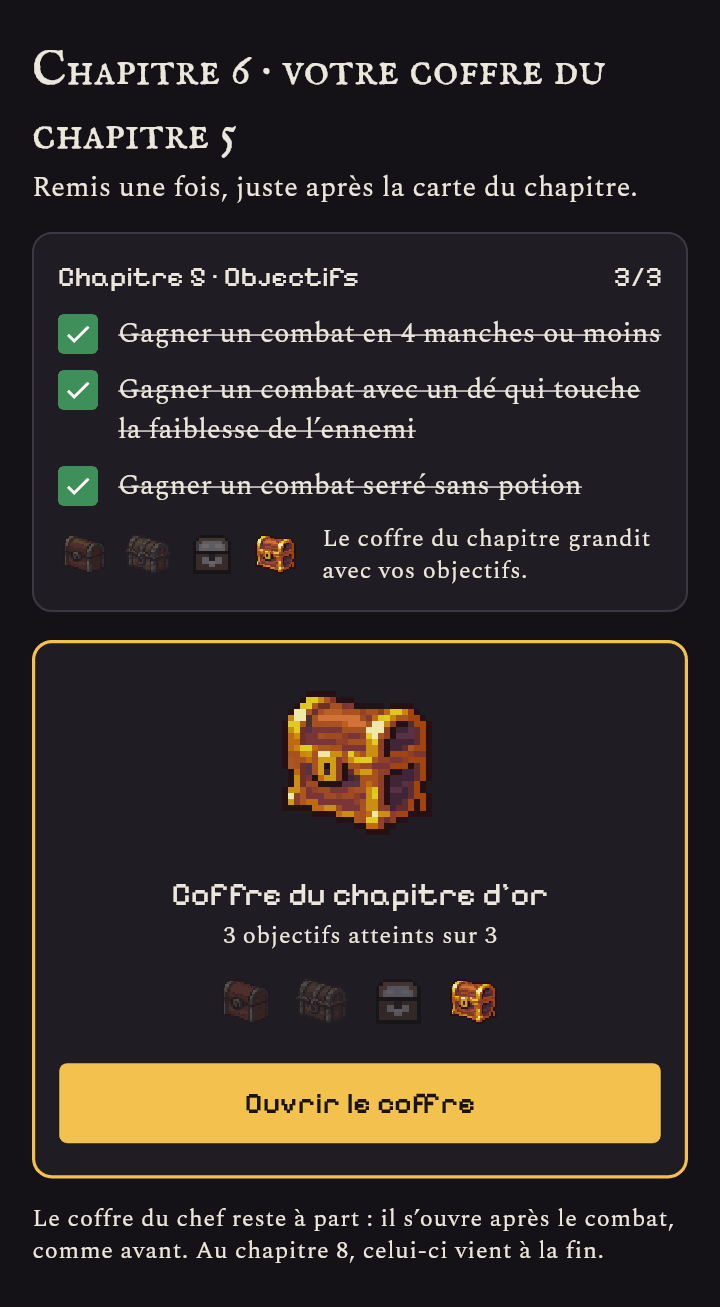 Chapitre 6 · votre coffre du
chapitre 5
Remis une fois, juste après la carte du chapitre.
Chapitre 5 · Objectifs
3/3
Gagner un combat en 4 manches ou moins
Gagner un combat avec un dé qui touche
la faiblesse de l’ennemi
Gagner un combat serré sans potion
Le coffre du chapitre grandit
avec vos objectifs.
Coffre du chapitre d’or
3 objectifs atteints sur 3
Ouvrir le coffre
Le coffre du chef reste à part : il s’ouvre après le combat,
comme avant. Au chapitre 8, celui-ci vient à la fin.